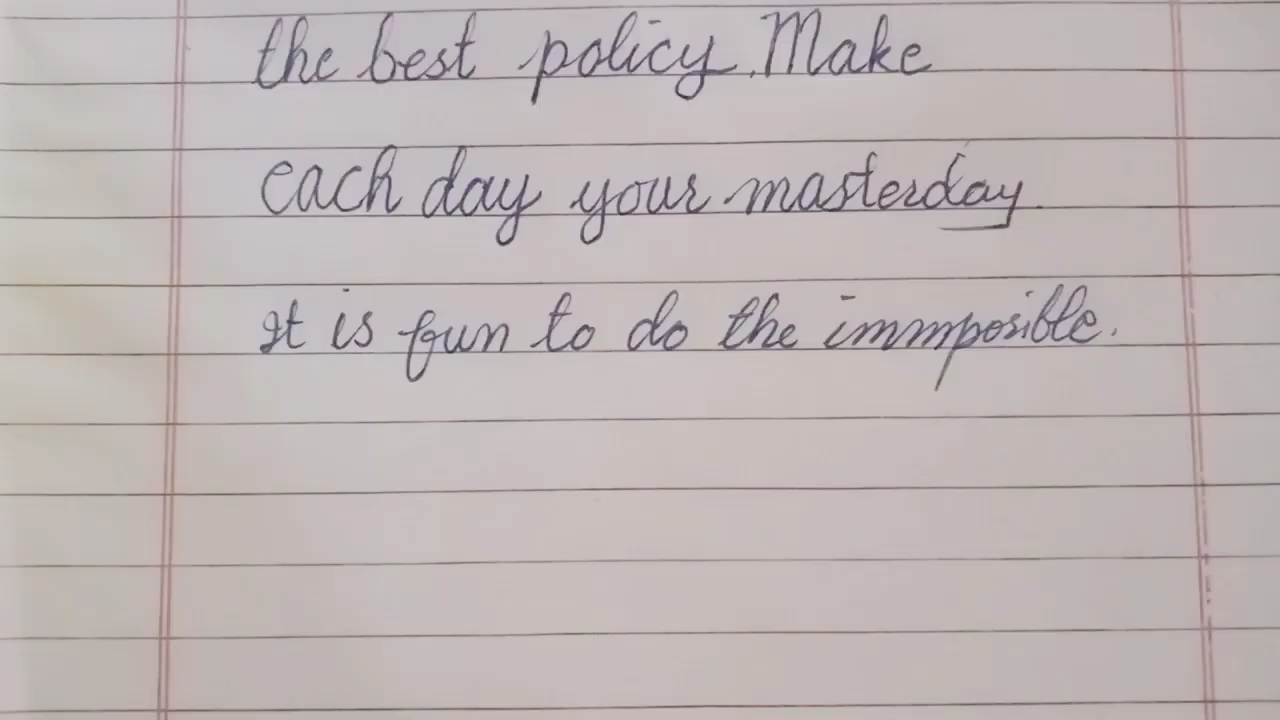 the best policy. Make
each day your masterday
It is fun to do the immposible.